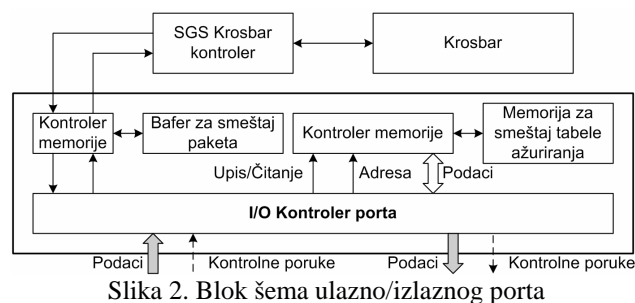 SGS Krosbar
kontroler
Krosbar
Kontroler
memorije
Bafer za smeštaj
paketa
Kontroler memorije
Memorija za
smeštaj tabele
ažuriranja
Upis/Čitanje
Adresa
Podaci
I/O Kontroler porta
Podaci
Kontrolne poruke
Podaci
Kontrolne poruke
Slika 2. Blok šema ulazno/izlaznog porta